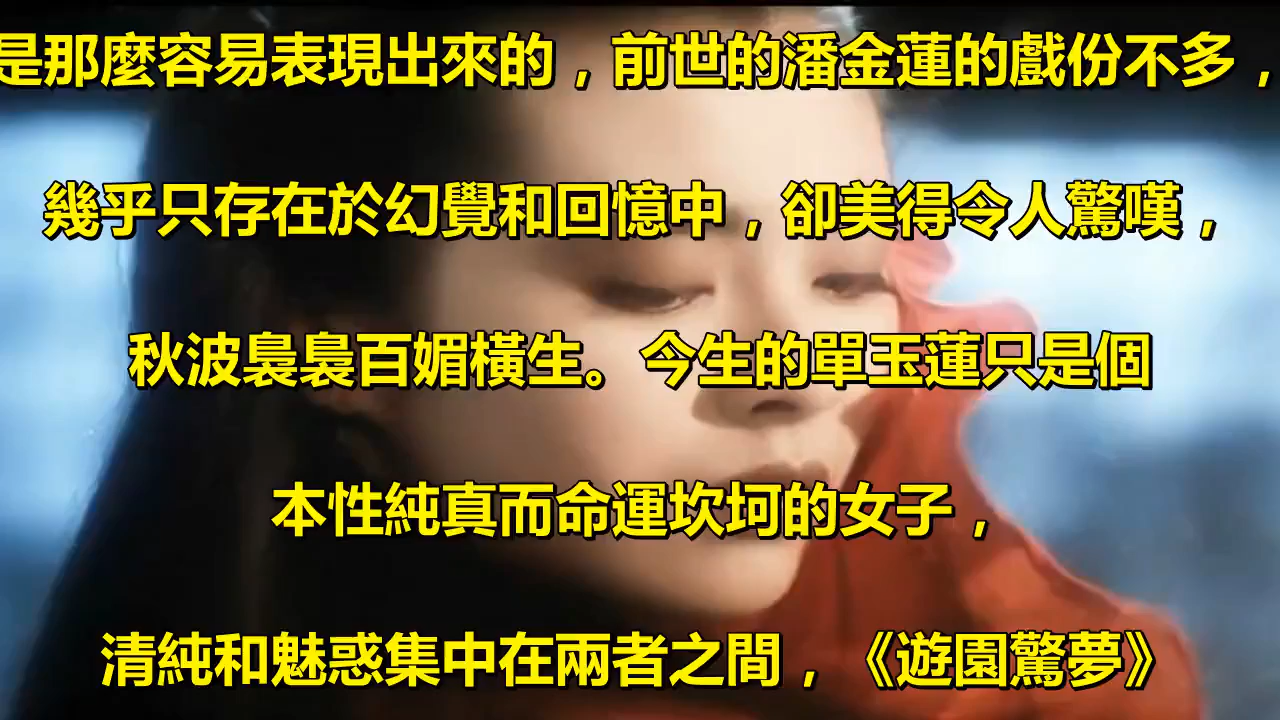 是那麼容易表現出來的，前世的潘金蓮的戲份不多，
幾乎只存在於幻覺和回憶中，卻美得令人驚嘆，
秋波裊裊百媚橫生。今生的單玉蓮只是個
本性純真而命運坎坷的女子，
清純和魅惑集中在兩者之間，《遊園驚夢》